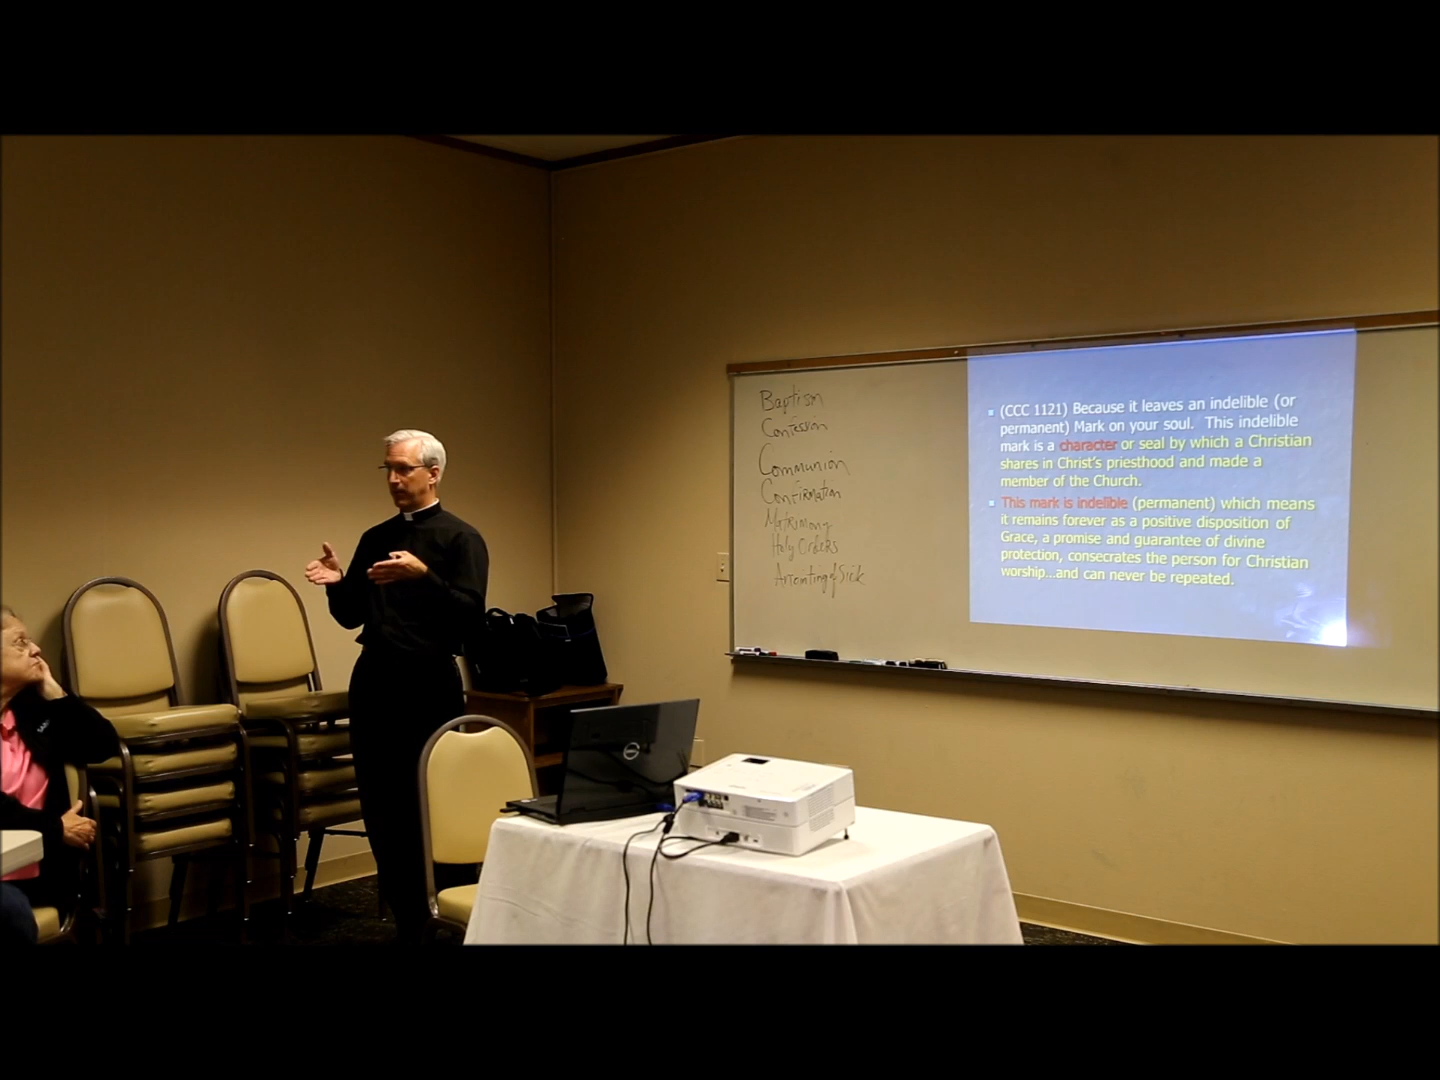 Baptism
Confession
Communion
Confirmation
Matrimony
Holy Orders
Anointing of Sick
(CCC 1121) Because it leaves an indelible (or
permanent) Mark on your soul. This indelible
mark is a character or seal by which a Christian
shares in Christ's priesthood and made a
member of the Church.
This mark is indelible (permanent) which means
it remains forever as a positive disposition of
Grace, a promise and guarantee of divine
protection, consecrates the person for Christian
worship...and can never be repeated.
DELL